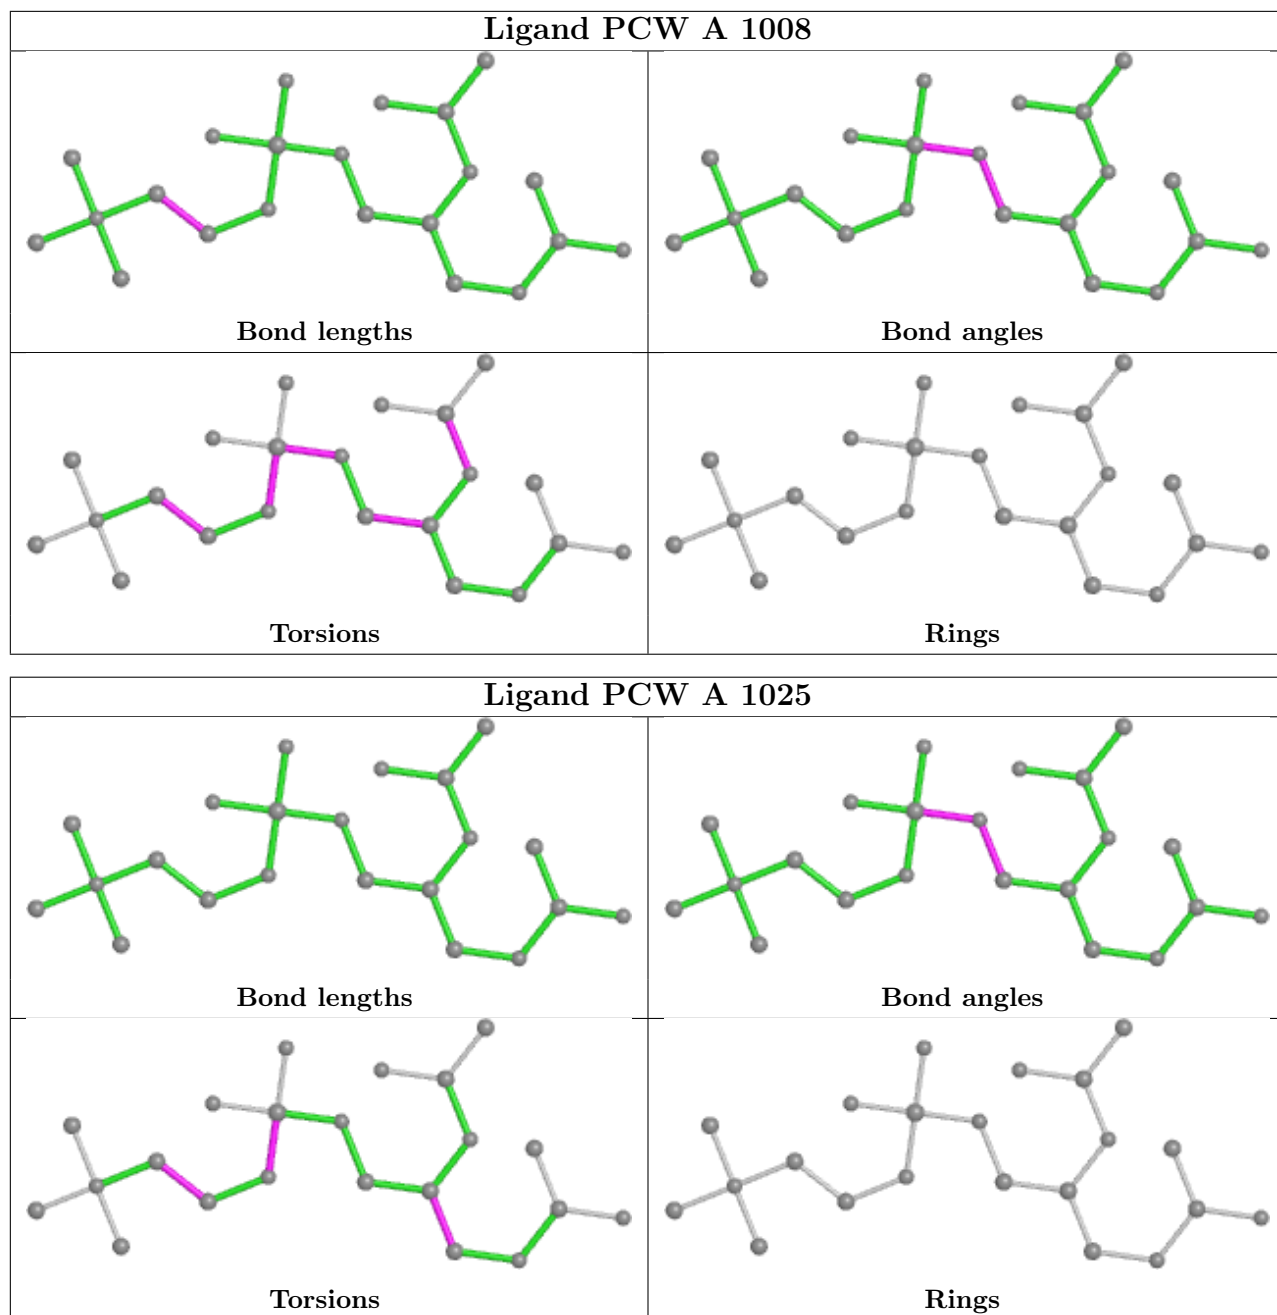 Ligand PCW A 1008
Bond lengths
Bond angles
Torsions
Rings
Ligand PCW A 1025
Bond lengths
Bond angles
Torsions
Rings